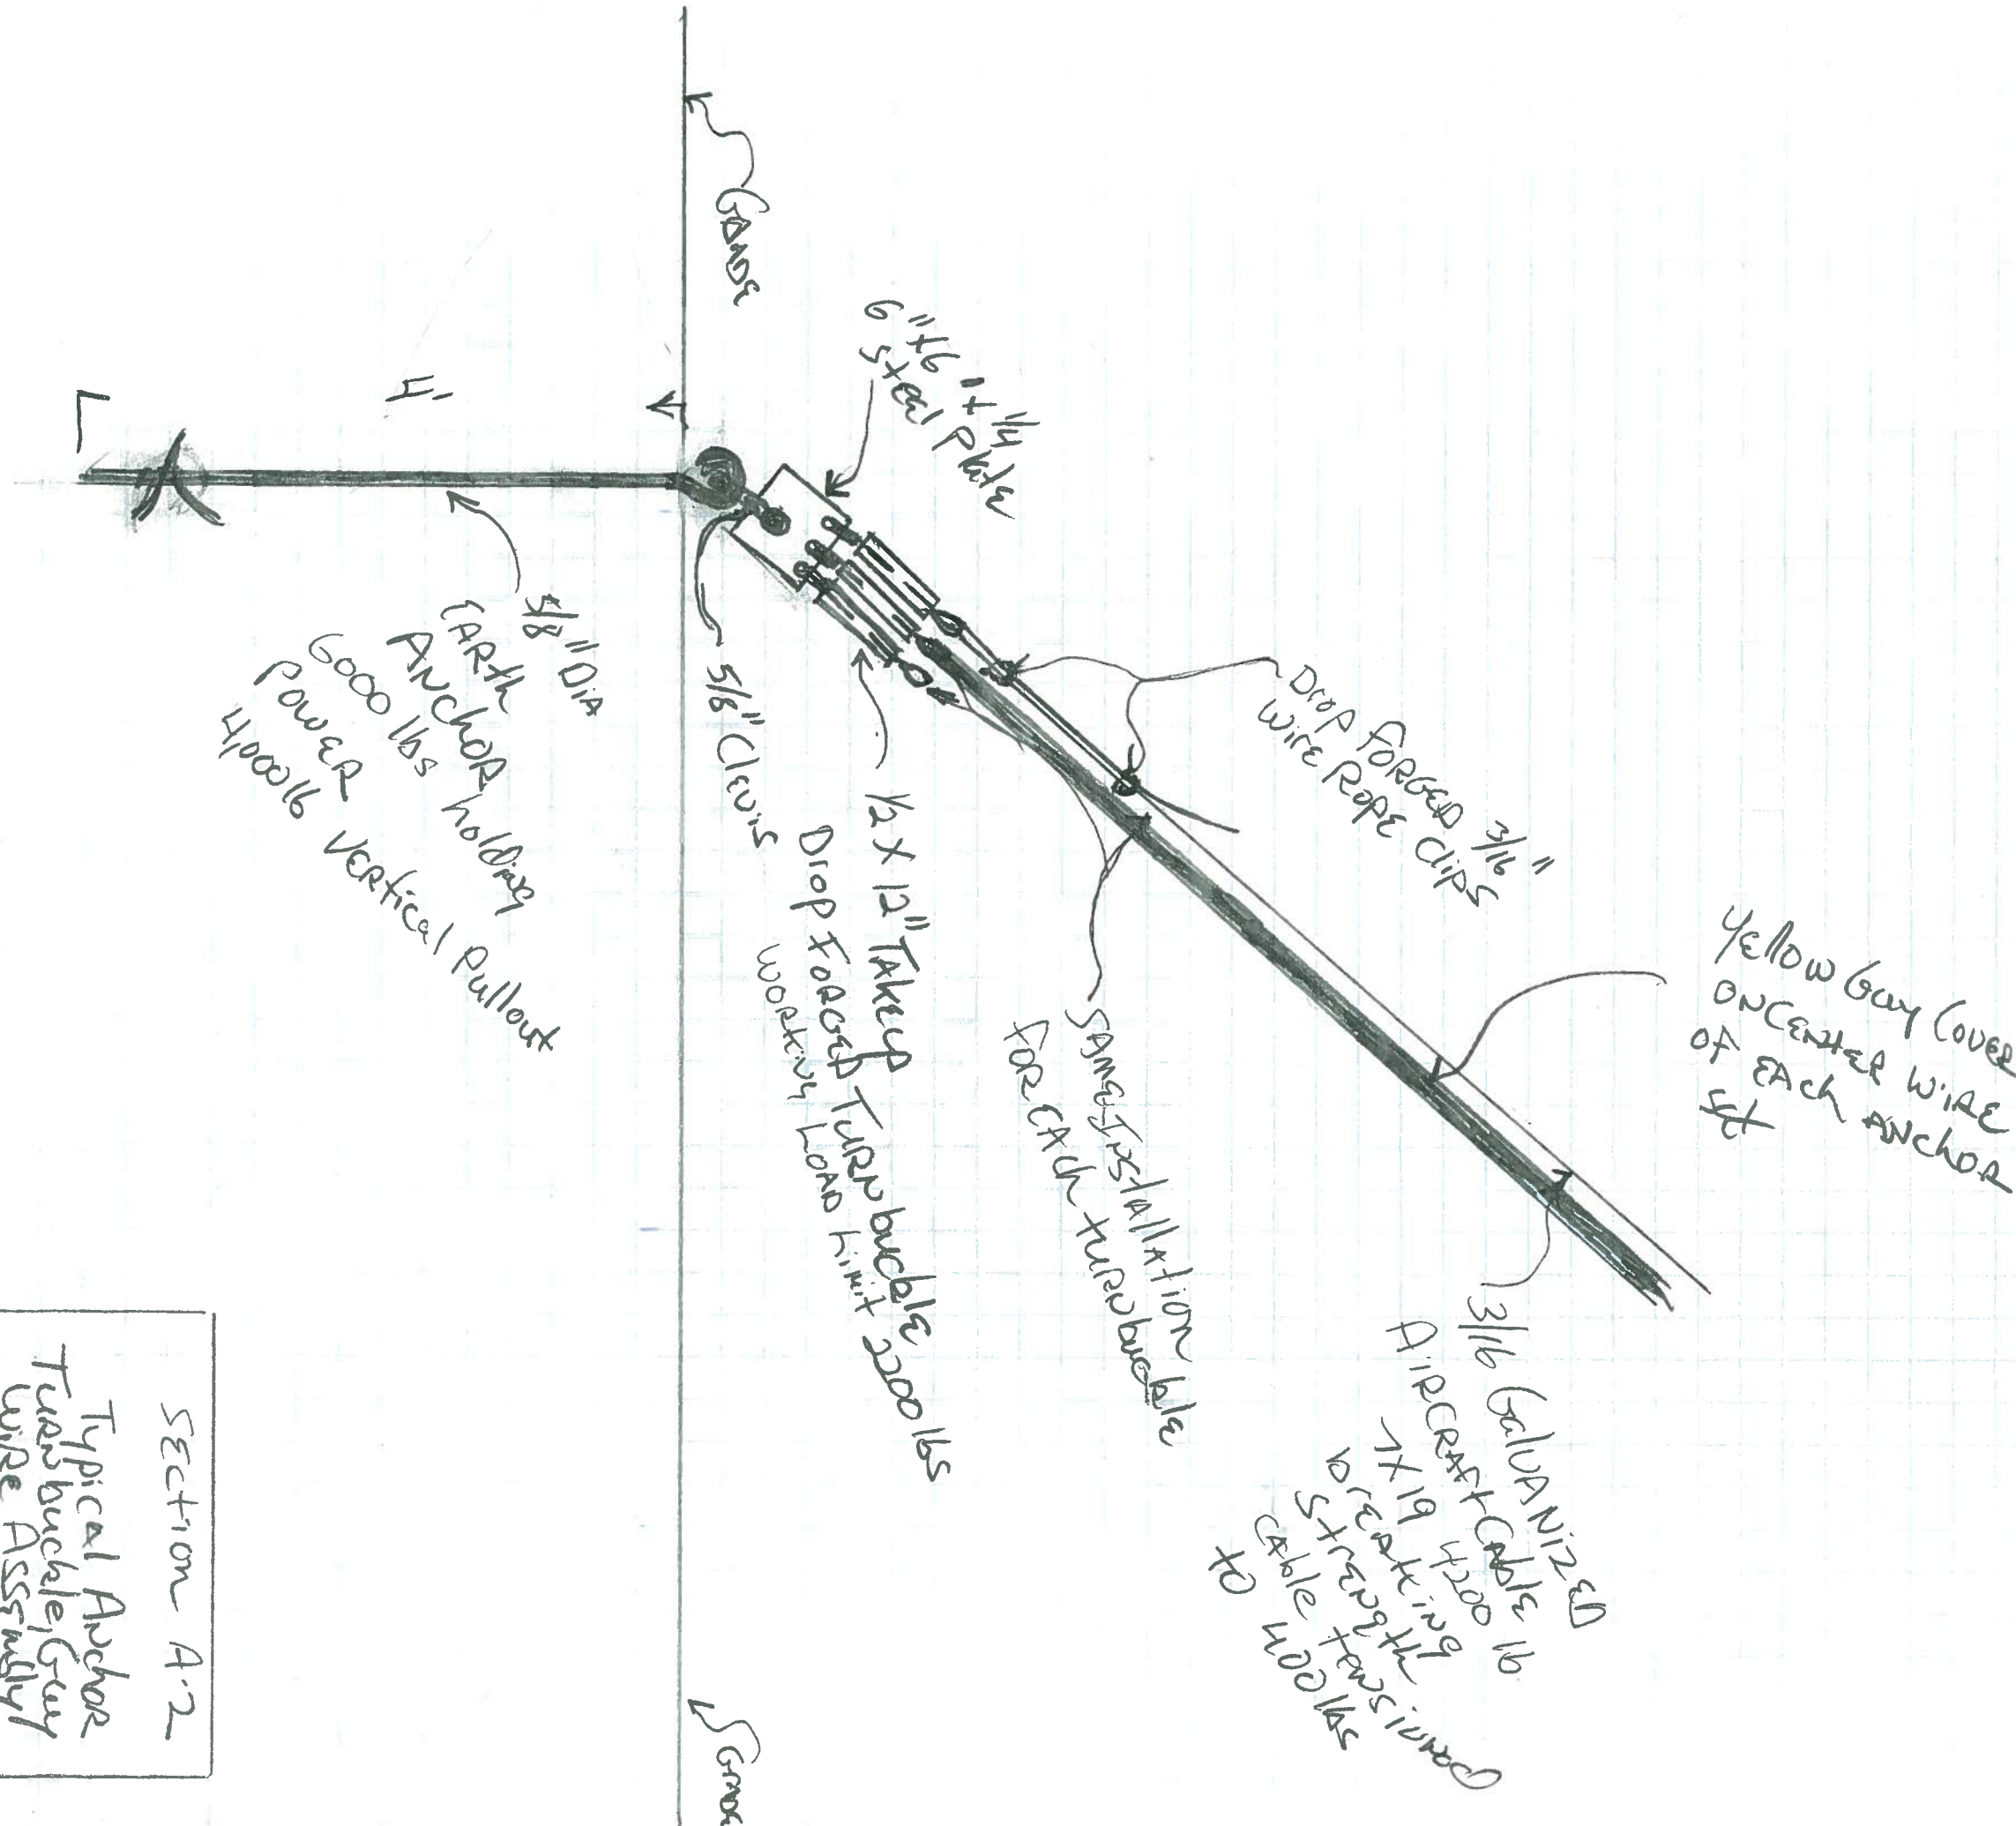 Yellow Guy Cover
ON CENTER WIRE
OF EACH ANCHOR
set
Drop FORGED 3/16"
WIRE ROPE Clips
3/16 GalVANIZED
AIRCRAFT CABLE
7X19 4200 lb
breaking
strength
CABle tensioned
to 400 lbs
SAME INStAllAtION
FOR EACh turNbuckle
6"x6"x 1/4
steel Plate
1/2 X 12" TAKEUP
Drop FORGED TURNbuckle
WORking LOAD Limit 2200 lbs
5/8" Clevis
GRADE
GRADE
4'
5/8" DIA
EARth
ANChOR
6000 lbs holding
POWER
4,000 lb VERtical Pullout
SECtion A-2
Typical Anchor
Turnbuckle, Guy
WIRE ASSEmbly